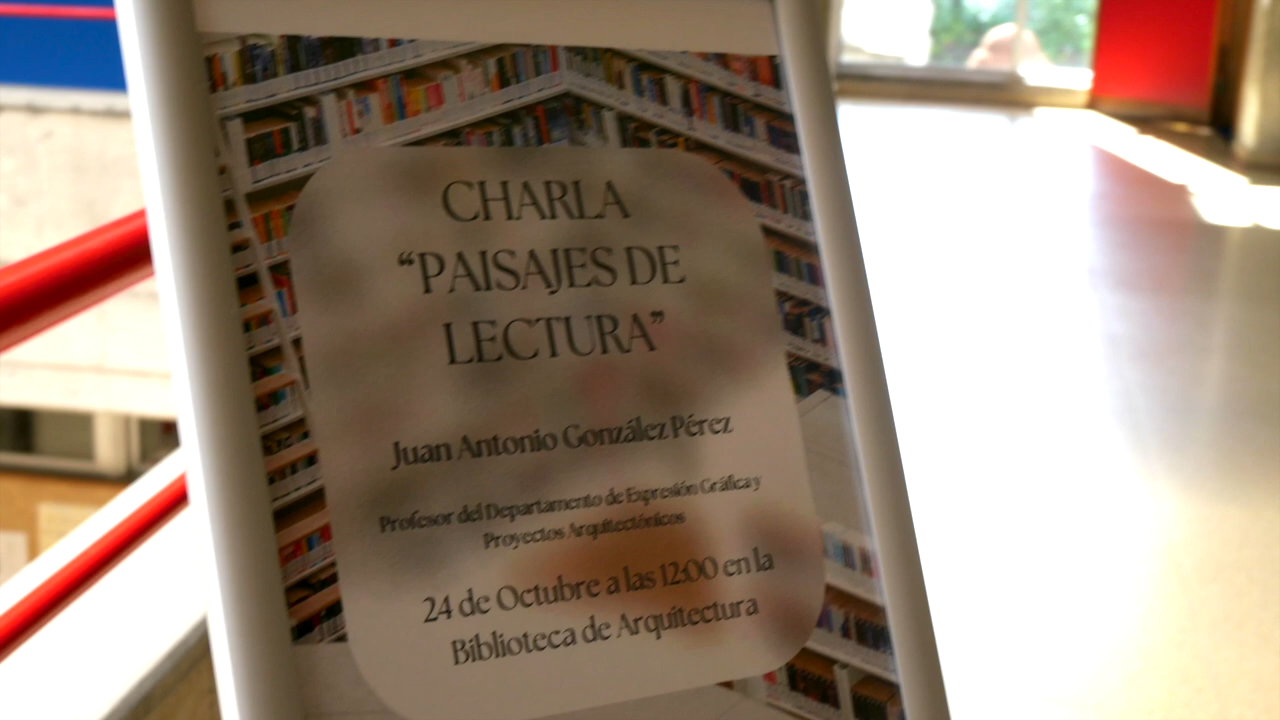 CHARLA
“PAISAJES DE
LECTURA”
Juan Antonio González Pérez
Profesor del Departamento de Expresión Gráfica y
Proyectos Arquitectónicos
24 de Octubre a las 12:00 en la
Biblioteca de Arquitectura